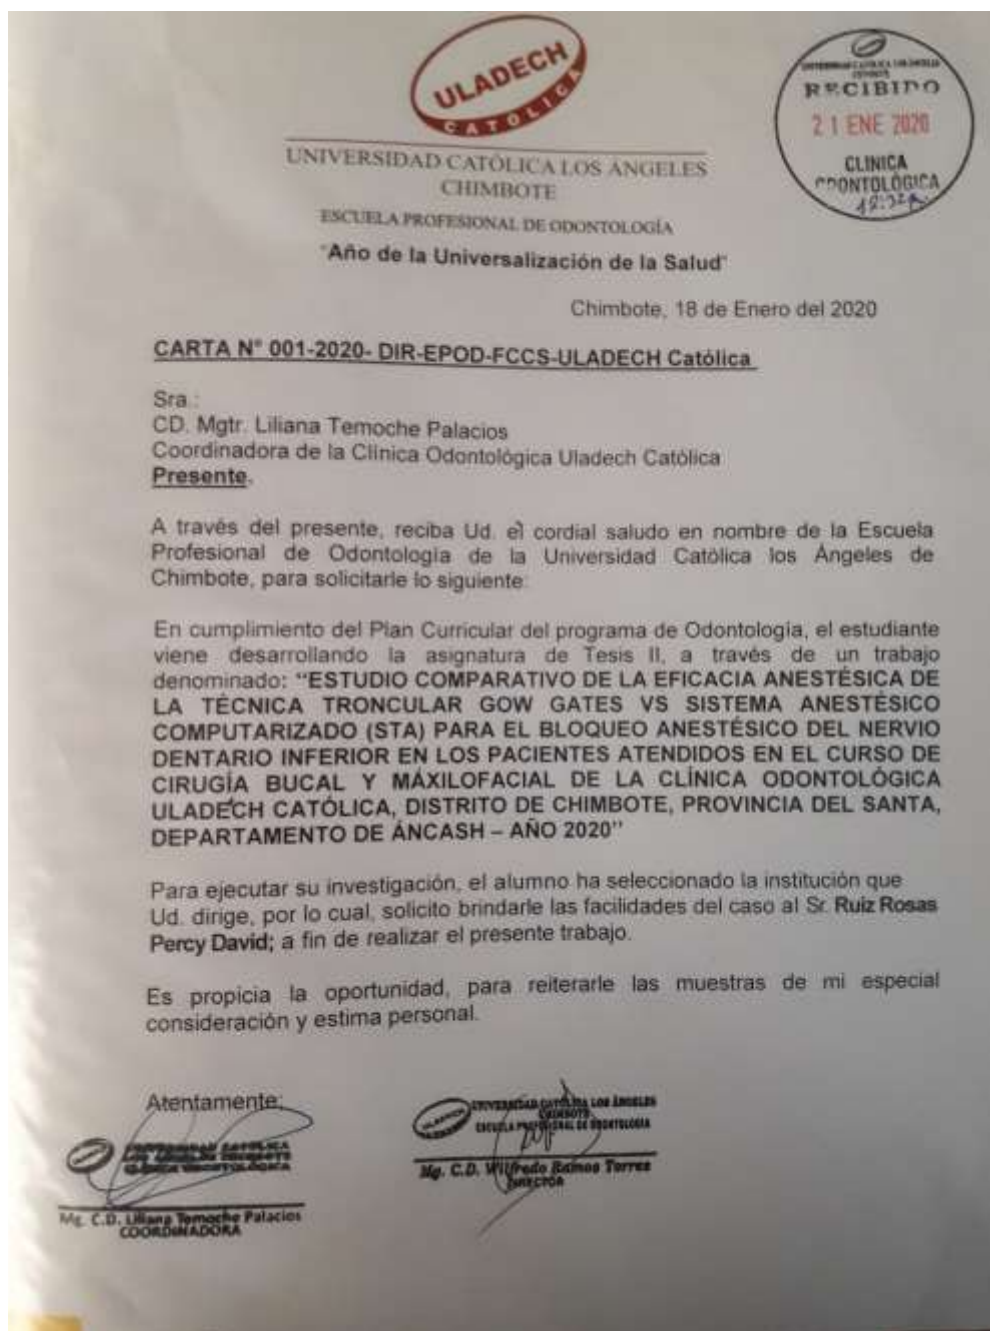 ULADECH
CATÓLICA
UNIVERSIDAD CATÓLICA LOS ÁNGELES
CHIMBOTE
ESCUELA PROFESIONAL DE ODONTOLOGÍA
"Año de la Universalización de la Salud"
RECIBIDO
21 ENE 2020
CLINICA
ODONTOLÓGICA
Chimbote, 18 de Enero del 2020
CARTA N° 001-2020- DIR-EPOD-FCCS-ULADECH Católica
Sra.:
CD. Mgtr. Liliana Temoche Palacios
Coordinadora de la Clínica Odontológica Uladech Católica
Presente.
A través del presente, reciba Ud. el cordial saludo en nombre de la Escuela
Profesional de Odontología de la Universidad Católica los Ángeles de
Chimbote, para solicitarle lo siguiente:
En cumplimiento del Plan Curricular del programa de Odontología, el estudiante
viene desarrollando la asignatura de Tesis II, a través de un trabajo
denominado: "ESTUDIO COMPARATIVO DE LA EFICACIA ANESTÉSICA DE
LA TÉCNICA TRONCULAR GOW GATES VS SISTEMA ANESTÉSICO
COMPUTARIZADO (STA) PARA EL BLOQUEO ANESTÉSICO DEL NERVIO
DENTARIO INFERIOR EN LOS PACIENTES ATENDIDOS EN EL CURSO DE
CIRUGÍA BUCAL Y MÁXILOFACIAL DE LA CLÍNICA ODONTOLÓGICA
ULADECH CATÓLICA, DISTRITO DE CHIMBOTE, PROVINCIA DEL SANTA,
DEPARTAMENTO DE ÁNCASH – AÑO 2020"
Para ejecutar su investigación, el alumno ha seleccionado la institución que
Ud. dirige, por lo cual, solicito brindarle las facilidades del caso al Sr. Ruiz Rosas
Percy David; a fin de realizar el presente trabajo.
Es propicia la oportunidad, para reiterarle las muestras de mi especial
consideración y estima personal.
Atentamente;
UNIVERSIDAD CATÓLICA
LOS ÁNGELES DE CHIMBOTE
CLÍNICA ODONTOLÓGICA
Mg. C.D. Liliana Temoche Palacios
COORDINADORA
UNIVERSIDAD CATÓLICA LOS ÁNGELES
CHIMBOTE
ESCUELA PROFESIONAL DE ODONTOLOGÍA
Mg. C.D. Wilfredo Ramos Torres
DIRECTOR